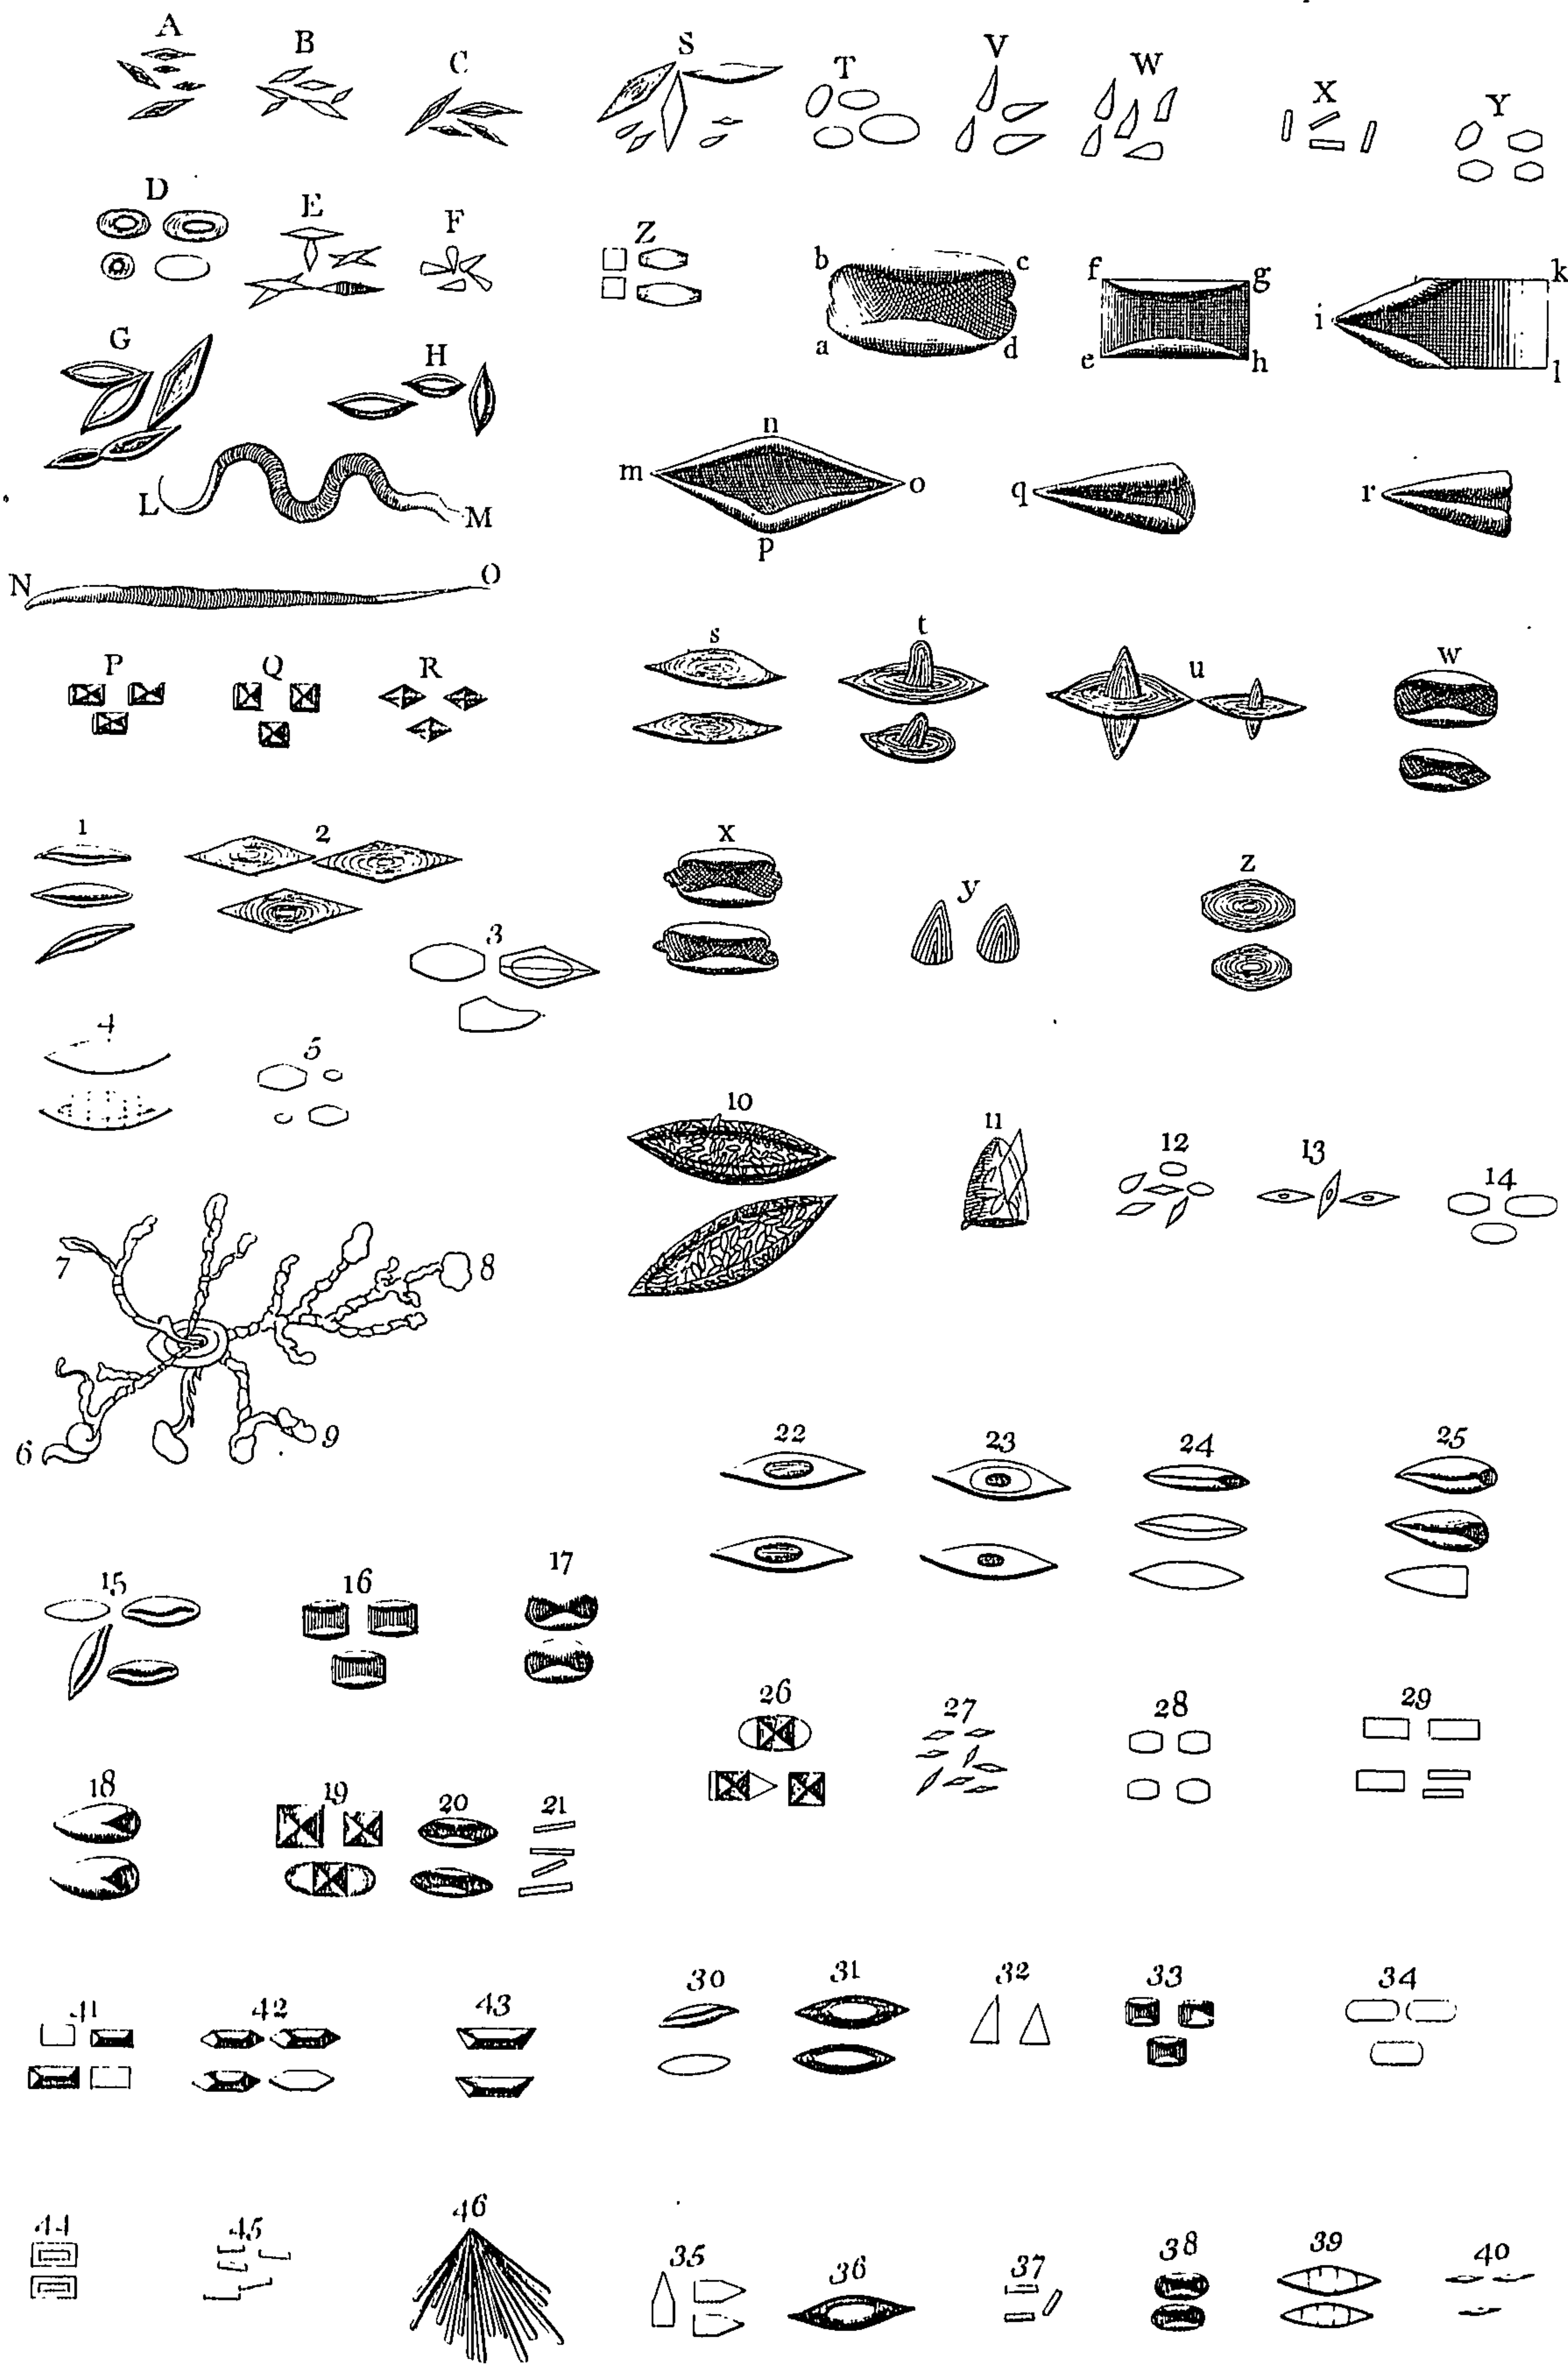 A B C S T V W X Y
D E F Z
b c f g k
i
a d e h l
G H
n
m o q r
L M
p
N O
P Q R s t u w
1 2 x y z
3
4 5
10 11 12 13 14
7 8
6 9
22 23 24 25
15 16 17
26 27 28 29
18 19 20 21
41 42 43 30 31 32 33 34
44 45 46 35 36 37 38 39 40